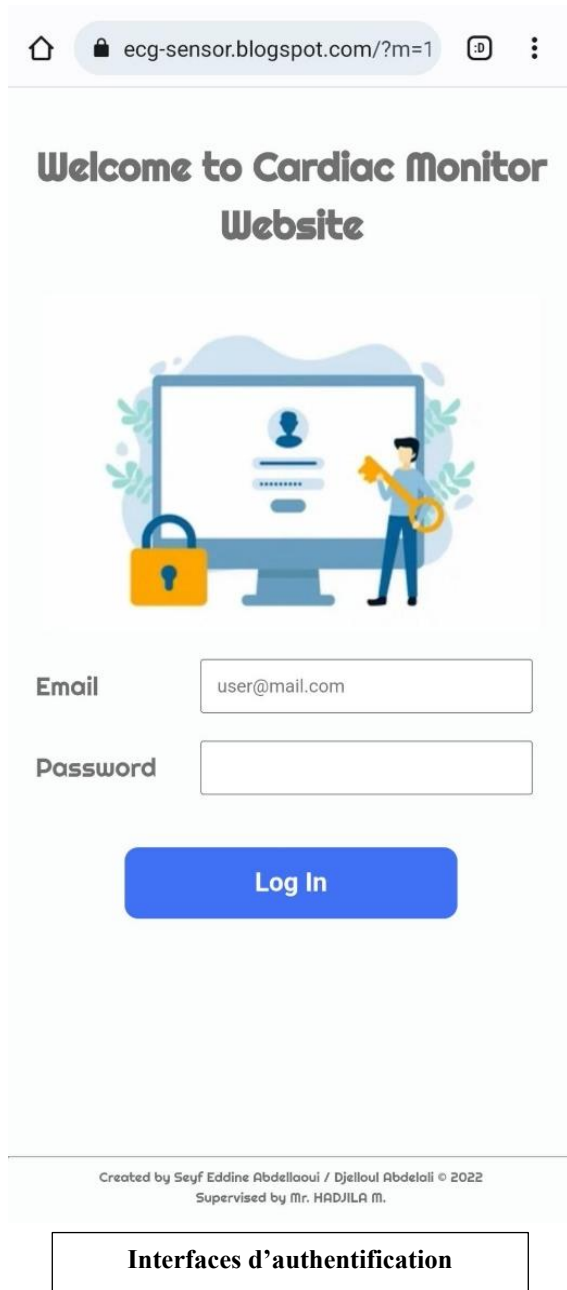 ecg-sensor.blogspot.com/?m=1
:D
Welcome to Cardiac Monitor
Website
Email
user@mail.com
Password
Log In
Created by Seyf Eddine Abdellaoui / Djelloul Abdelali © 2022
Supervised by Mr. HADJILA M.
Interfaces d’authentification